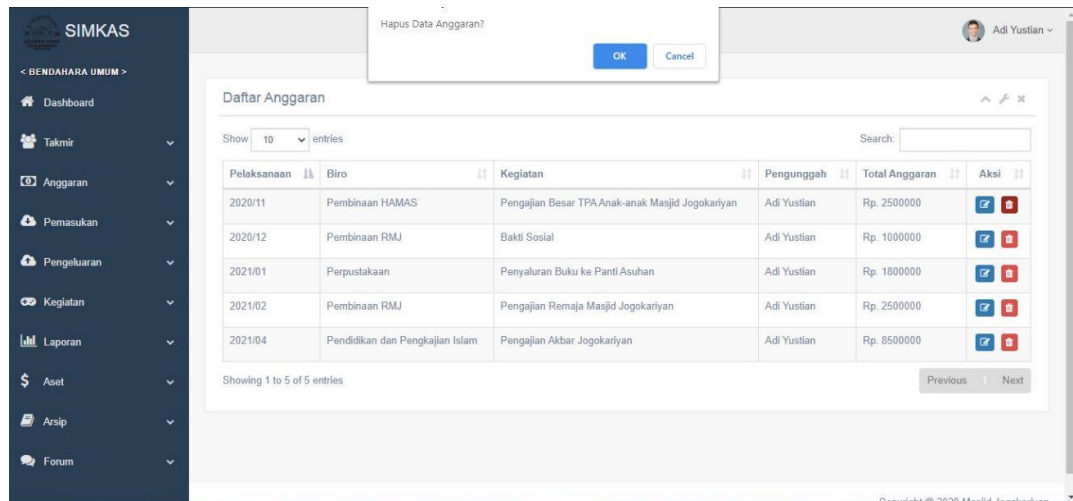 SIMKAS
Hapus Data Anggaran?
OK Cancel
Adi Yustian
< BENDAHARA UMUM >
Dashboard
Takmir
Anggaran
Pemasukan
Pengeluaran
Kegiatan
Laporan
Aset
Arsip
Forum
Daftar Anggaran
Show 10 entries
Search:
Pelaksanaan Biro Kegiatan Pengunggah Total Anggaran Aksi
2020/11 Pembinaan HAMAS Pengajian Besar TPA Anak-anak Masjid Jogokariyan Adi Yustian Rp. 2500000
2020/12 Pembinaan RMJ Bakti Sosial Adi Yustian Rp. 1000000
2021/01 Perpustakaan Penyaluran Buku ke Panti Asuhan Adi Yustian Rp. 1800000
2021/02 Pembinaan RMJ Pengajian Remaja Masjid Jogokariyan Adi Yustian Rp. 2500000
2021/04 Pendidikan dan Pengkajian Islam Pengajian Akbar Jogokariyan Adi Yustian Rp. 8500000
Showing 1 to 5 of 5 entries
Previous 1 Next
Copyright © 2020 Masjid Jogokariyan